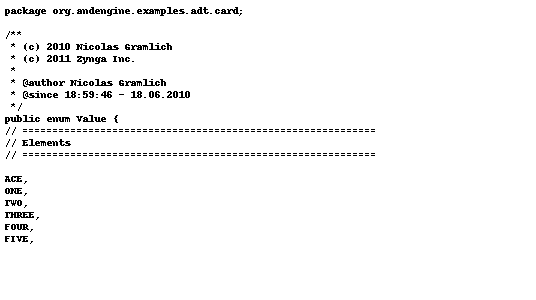 package org.andengine.examples.adt.card;

/**
 * (c) 2010 Nicolas Gramlich
 * (c) 2011 Zynga Inc.
 *
 * @author Nicolas Gramlich
 * @since 18:59:46 - 18.06.2010
 */
public enum Value {
// ===========================================================
// Elements
// ===========================================================

ACE,
ONE,
TWO,
THREE,
FOUR,
FIVE,